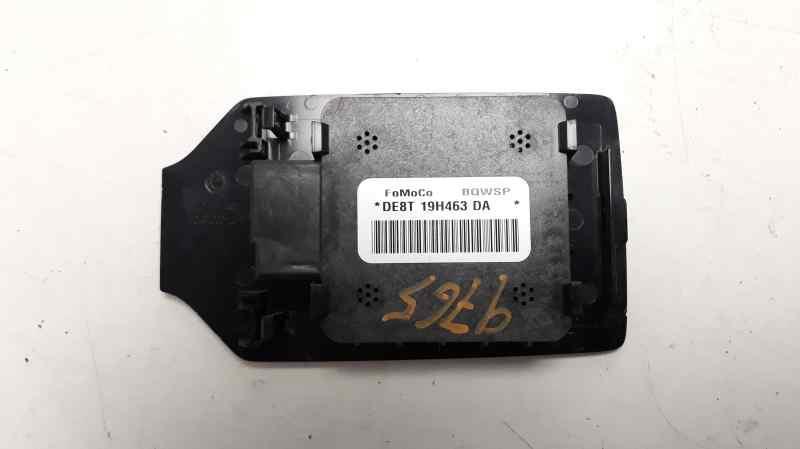 FoMoCo BQWSP
*DE8T 19H463 DA *
9765